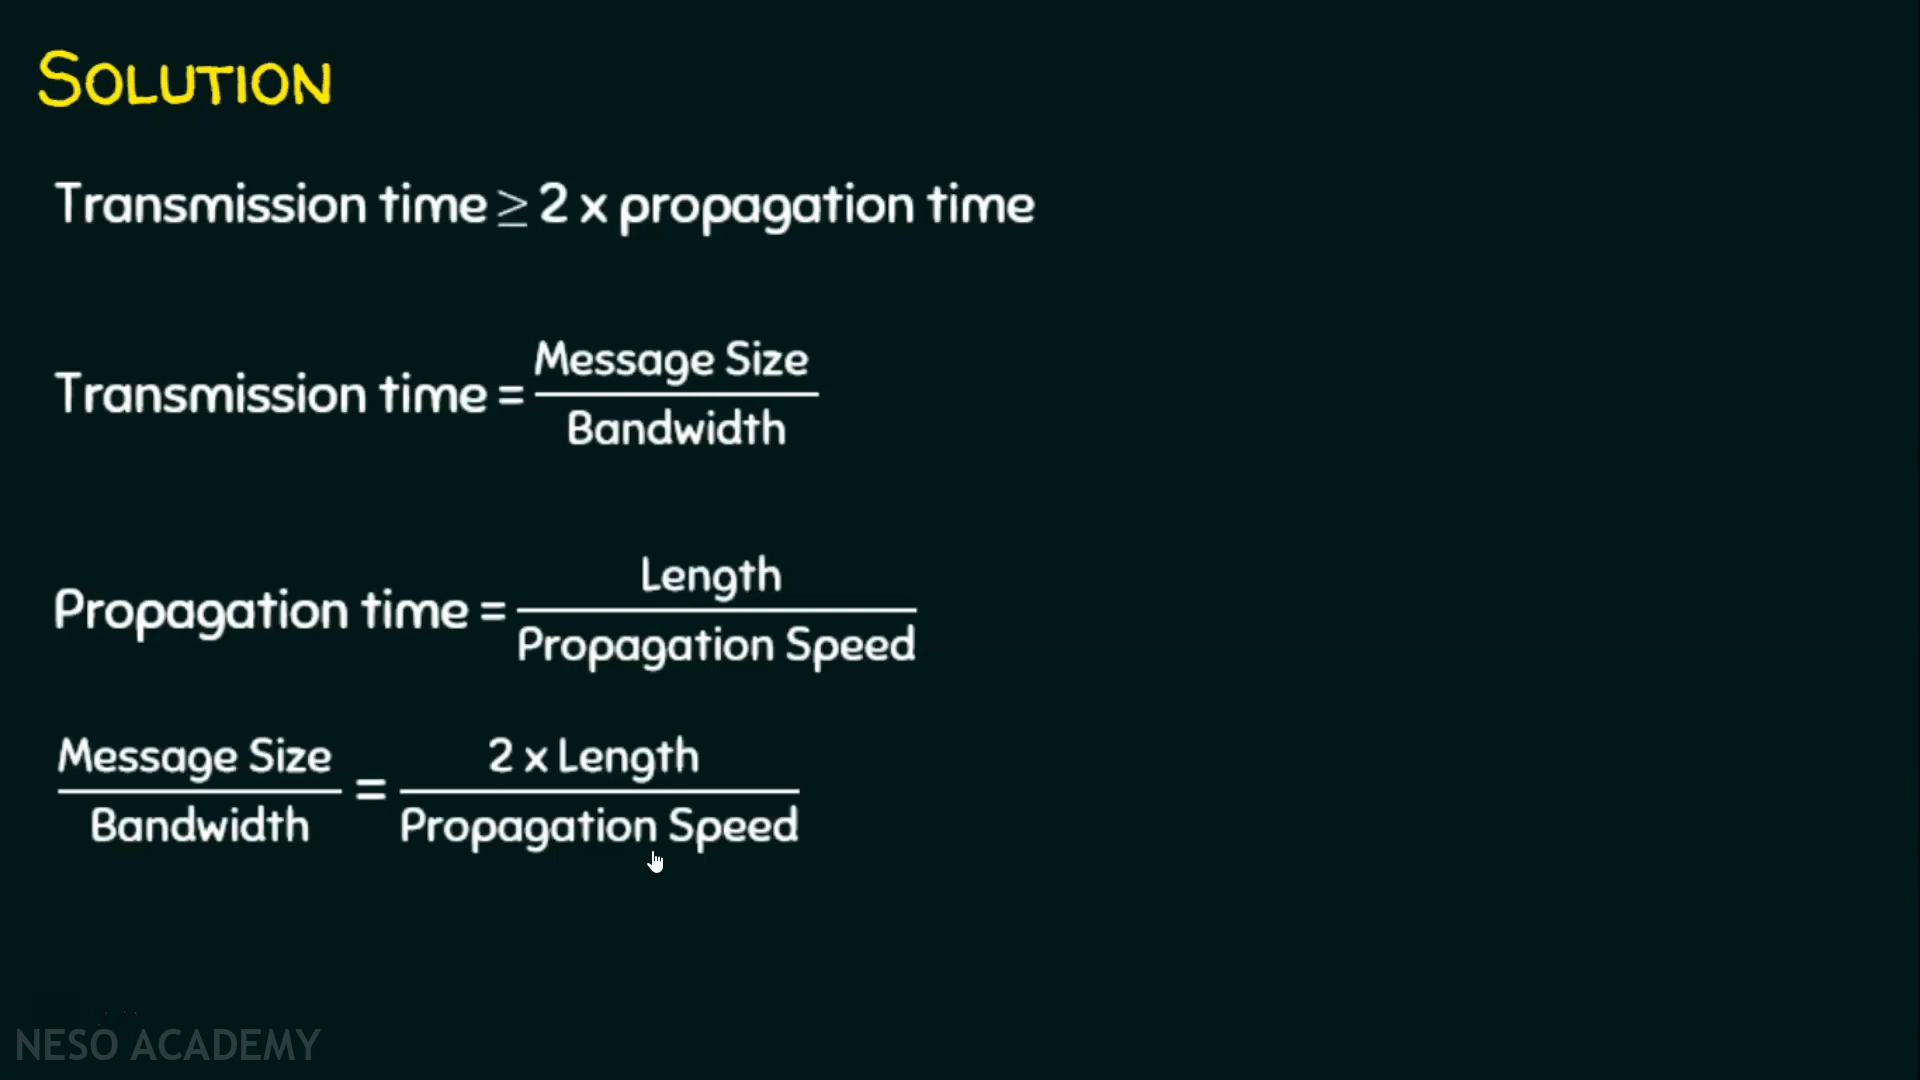 SOLUTION
Transmission time ≥ 2 x propagation time
Transmission time = Message Size / Bandwidth
Propagation time = Length / Propagation Speed
Message Size / Bandwidth = 2 x Length / Propagation Speed
NESO ACADEMY